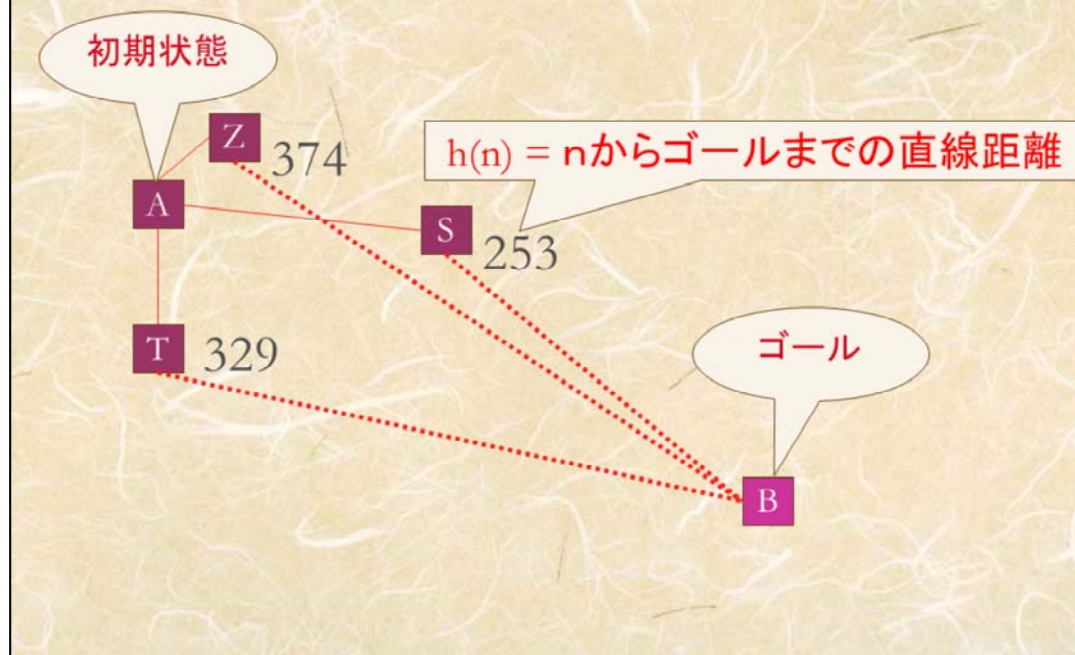 初期状態
Z
374
h(n) = nからゴールまでの直線距離
A
S
253
T
329
ゴール
B